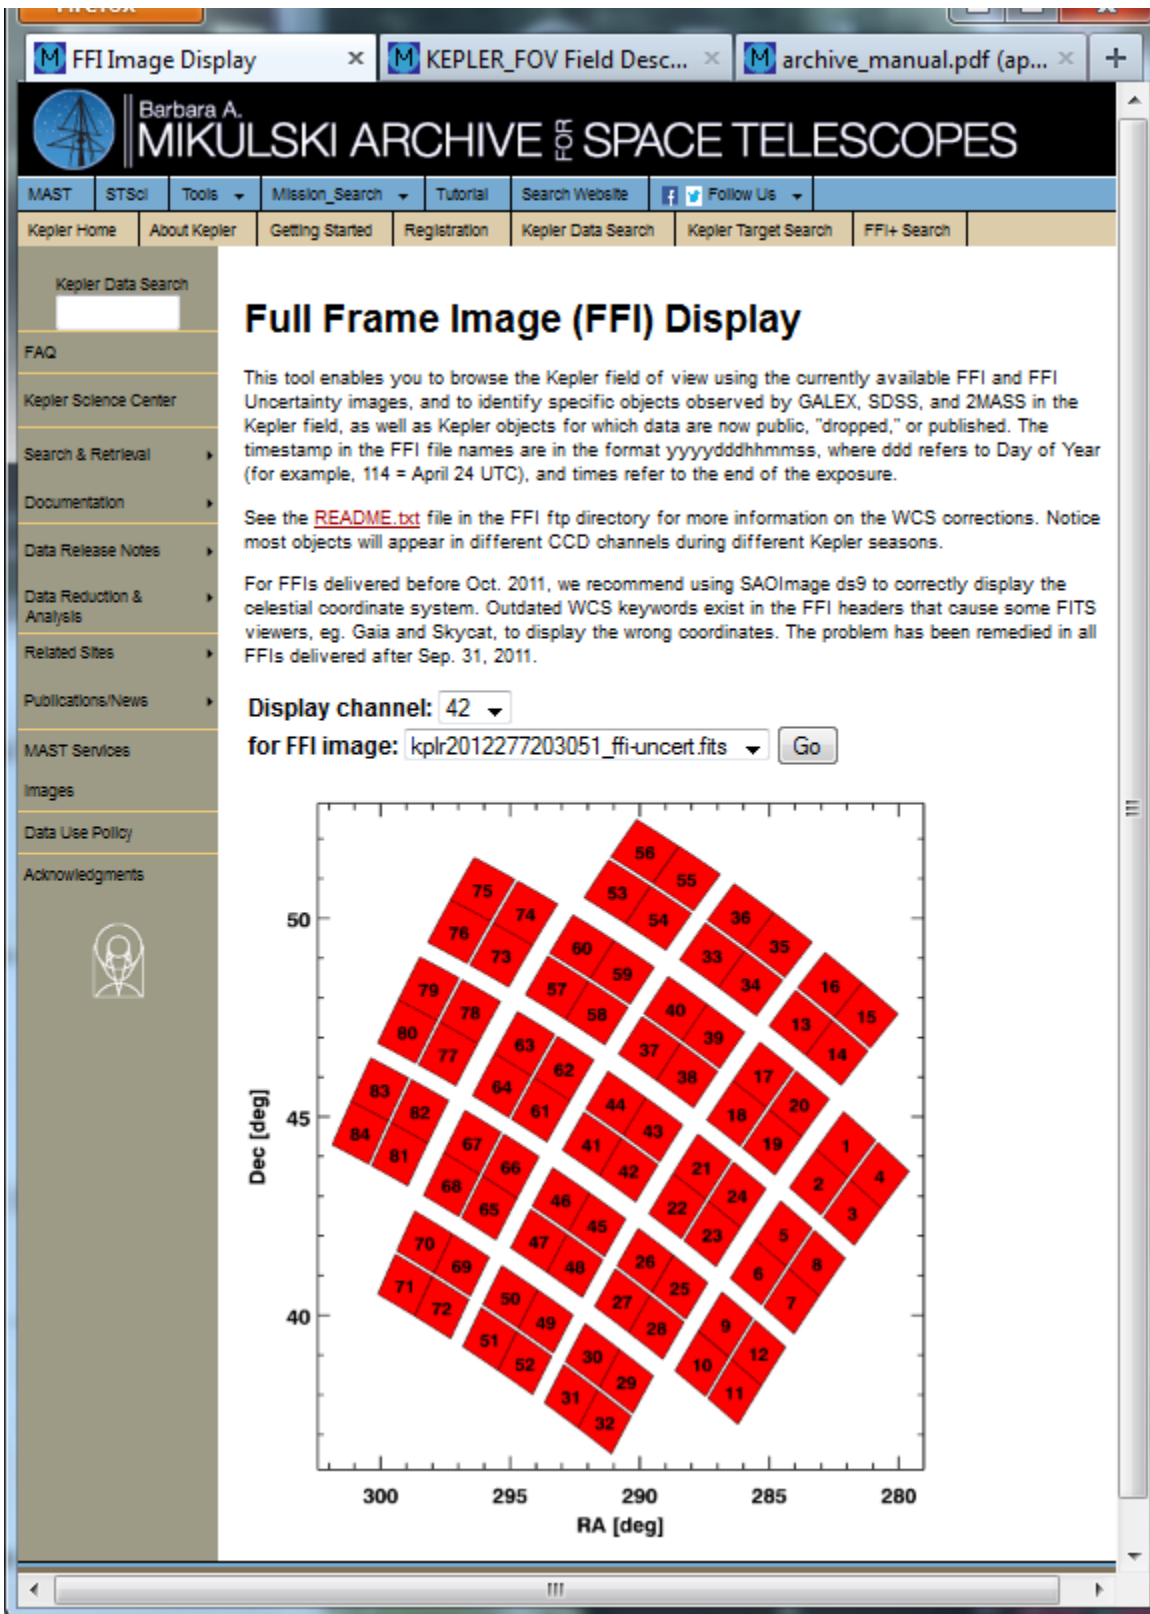 Firefox
FFI Image Display
KEPLER_FOV Field Desc...
archive_manual.pdf (ap...
Barbara A.
MIKULSKI ARCHIVE FOR SPACE TELESCOPES
MAST STScI Tools Mission_Search Tutorial Search Website Follow Us
Kepler Home About Kepler Getting Started Registration Kepler Data Search Kepler Target Search FFI+ Search
Kepler Data Search
FAQ
Kepler Science Center
Search & Retrieval
Documentation
Data Release Notes
Data Reduction &
Analysis
Related Sites
Publications/News
MAST Services
Images
Data Use Policy
Acknowledgments
Full Frame Image (FFI) Display
This tool enables you to browse the Kepler field of view using the currently available FFI and FFI
Uncertainty images, and to identify specific objects observed by GALEX, SDSS, and 2MASS in the
Kepler field, as well as Kepler objects for which data are now public, "dropped," or published. The
timestamp in the FFI file names are in the format yyyydddhhmmss, where ddd refers to Day of Year
(for example, 114 = April 24 UTC), and times refer to the end of the exposure.
See the README.txt file in the FFI ftp directory for more information on the WCS corrections. Notice
most objects will appear in different CCD channels during different Kepler seasons.
For FFIs delivered before Oct. 2011, we recommend using SAOImage ds9 to correctly display the
celestial coordinate system. Outdated WCS keywords exist in the FFI headers that cause some FITS
viewers, eg. Gaia and Skycat, to display the wrong coordinates. The problem has been remedied in all
FFIs delivered after Sep. 31, 2011.
Display channel: 42
for FFI image: kplr2012277203051_ffi-uncert.fits Go
56 55
53 54
75 74
76 73
36 35
33 34
60 59
57 58
16 15
13 14
79 78
80 77
40 39
37 38
63 62
64 61
17 20
18 19
83 82
84 81
44 43
41 42
1 4
2 3
67 66
68 65
21 24
22 23
46 45
47 48
5 8
6 7
70 69
71 72
26 25
27 28
50 49
51 52
9 12
10 11
30 29
31 32
50
45
40
Dec [deg]
300 295 290 285 280
RA [deg]